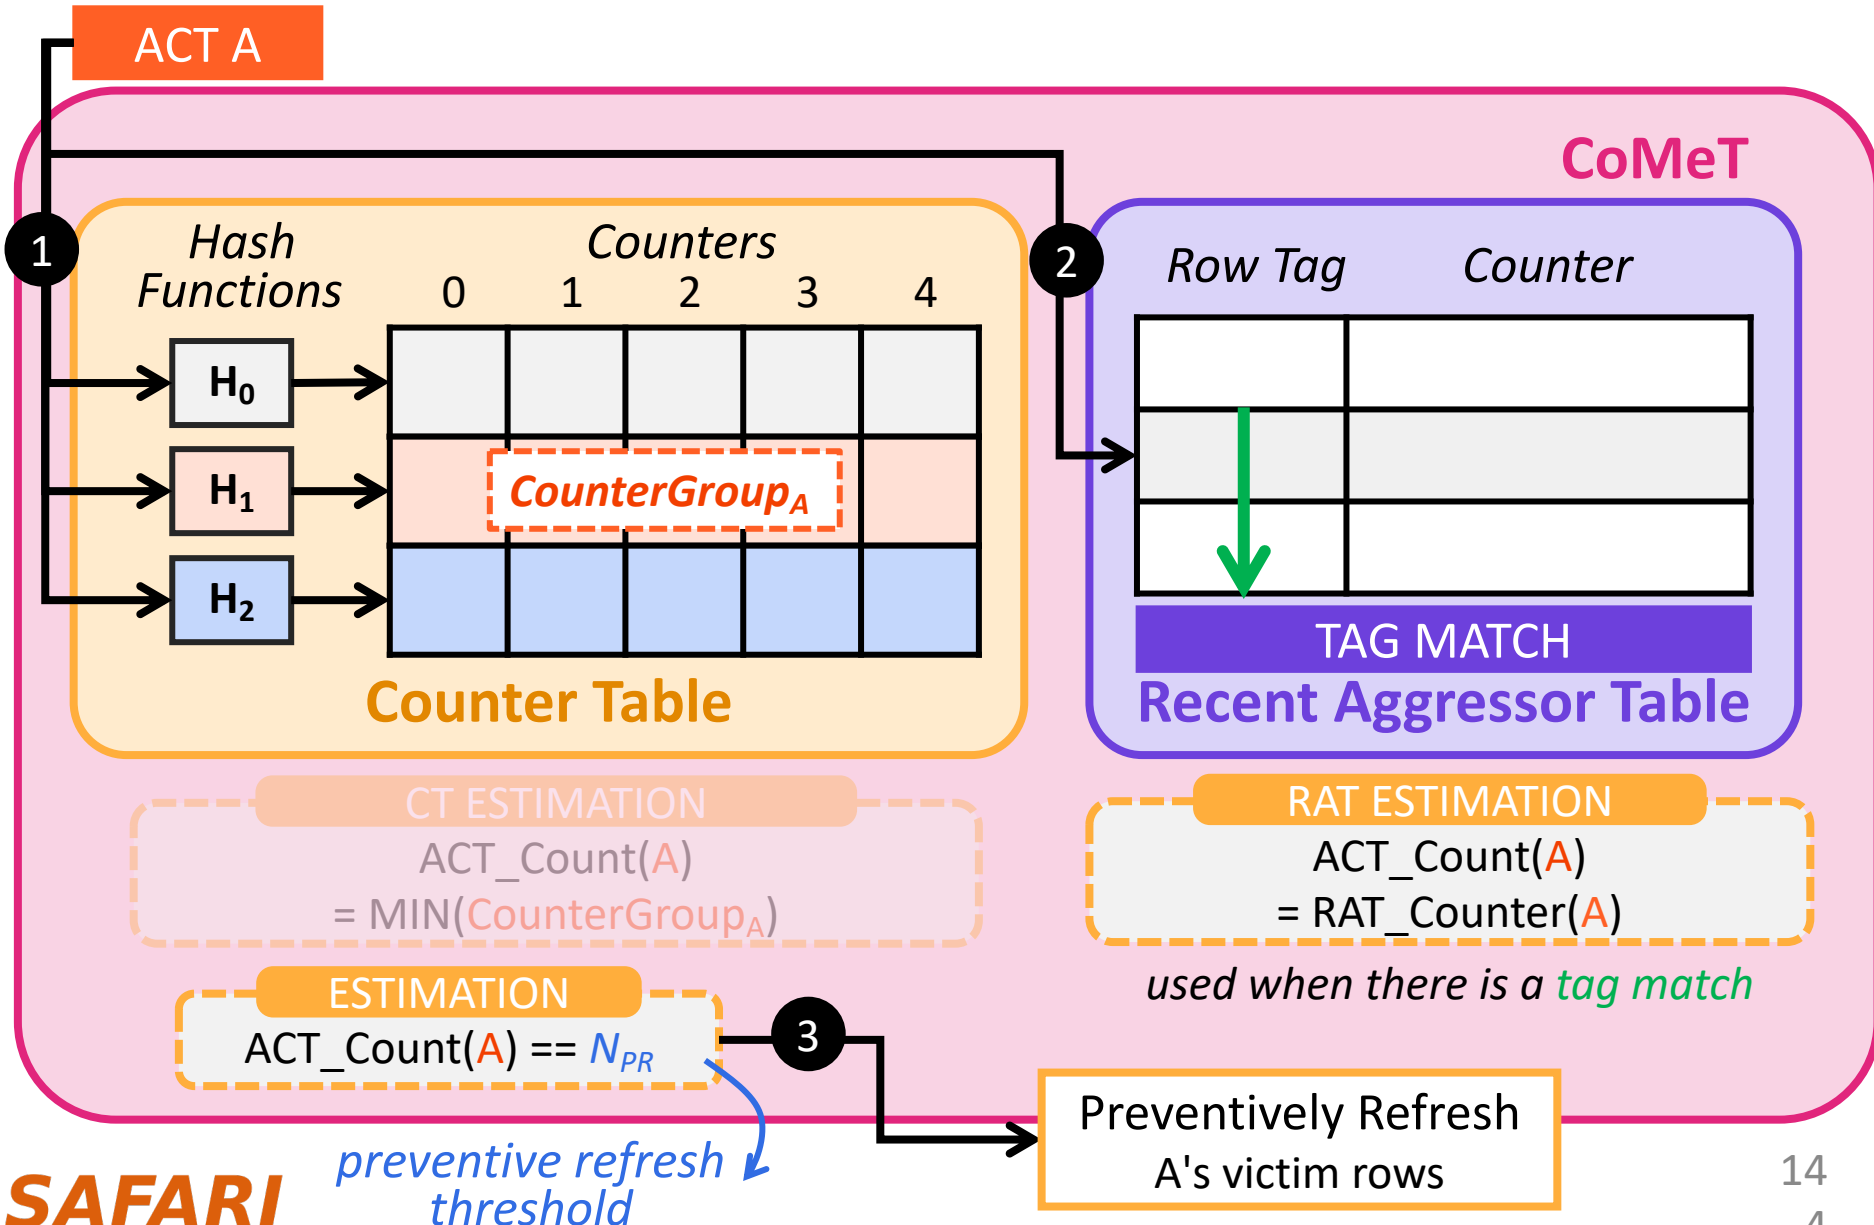 ACT A
CoMeT
1
Hash
Functions
Counters
0 1 2 3 4
H0
H1
H2
CounterGroupA
Counter Table
2
Row Tag Counter
TAG MATCH
Recent Aggressor Table
CT ESTIMATION
ACT_Count(A)
= MIN(CounterGroupA)
RAT ESTIMATION
ACT_Count(A)
= RAT_Counter(A)
used when there is a tag match
ESTIMATION
ACT_Count(A) == NPR
3
preventive refresh
threshold
Preventively Refresh
A's victim rows
SAFARI
14
4